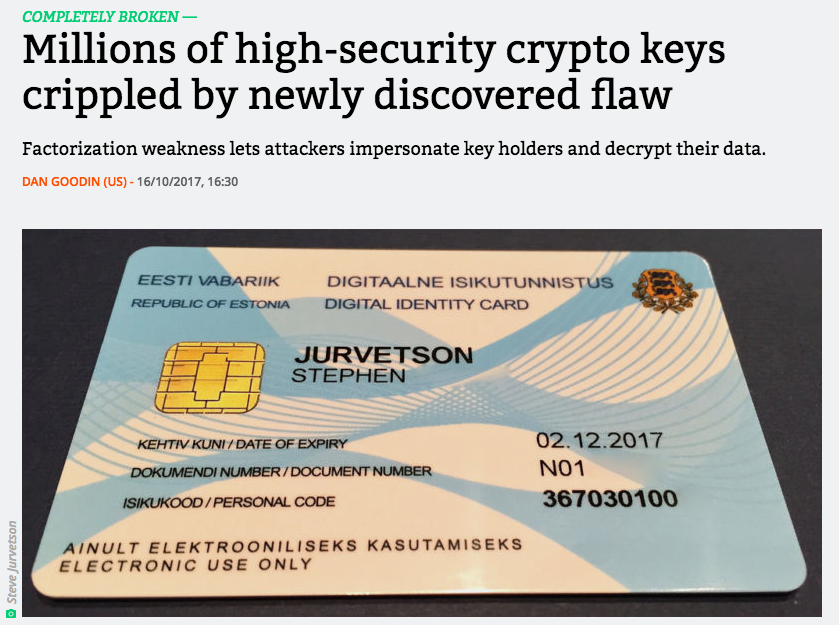 COMPLETELY BROKEN —
Millions of high-security crypto keys
crippled by newly discovered flaw
Factorization weakness lets attackers impersonate key holders and decrypt their data.
DAN GOODIN (US) - 16/10/2017, 16:30
EESTI VABARIIK DIGITAALNE ISIKUTUNNISTUS
REPUBLIC OF ESTONIA DIGITAL IDENTITY CARD
JURVETSON
STEPHEN
KEHTIV KUNI / DATE OF EXPIRY 02.12.2017
DOKUMENDI NUMBER / DOCUMENT NUMBER N01
ISIKUKOOD / PERSONAL CODE 367030100
AINULT ELEKTROONILISEKS KASUTAMISEKS
ELECTRONIC USE ONLY
Steve Jurvetson